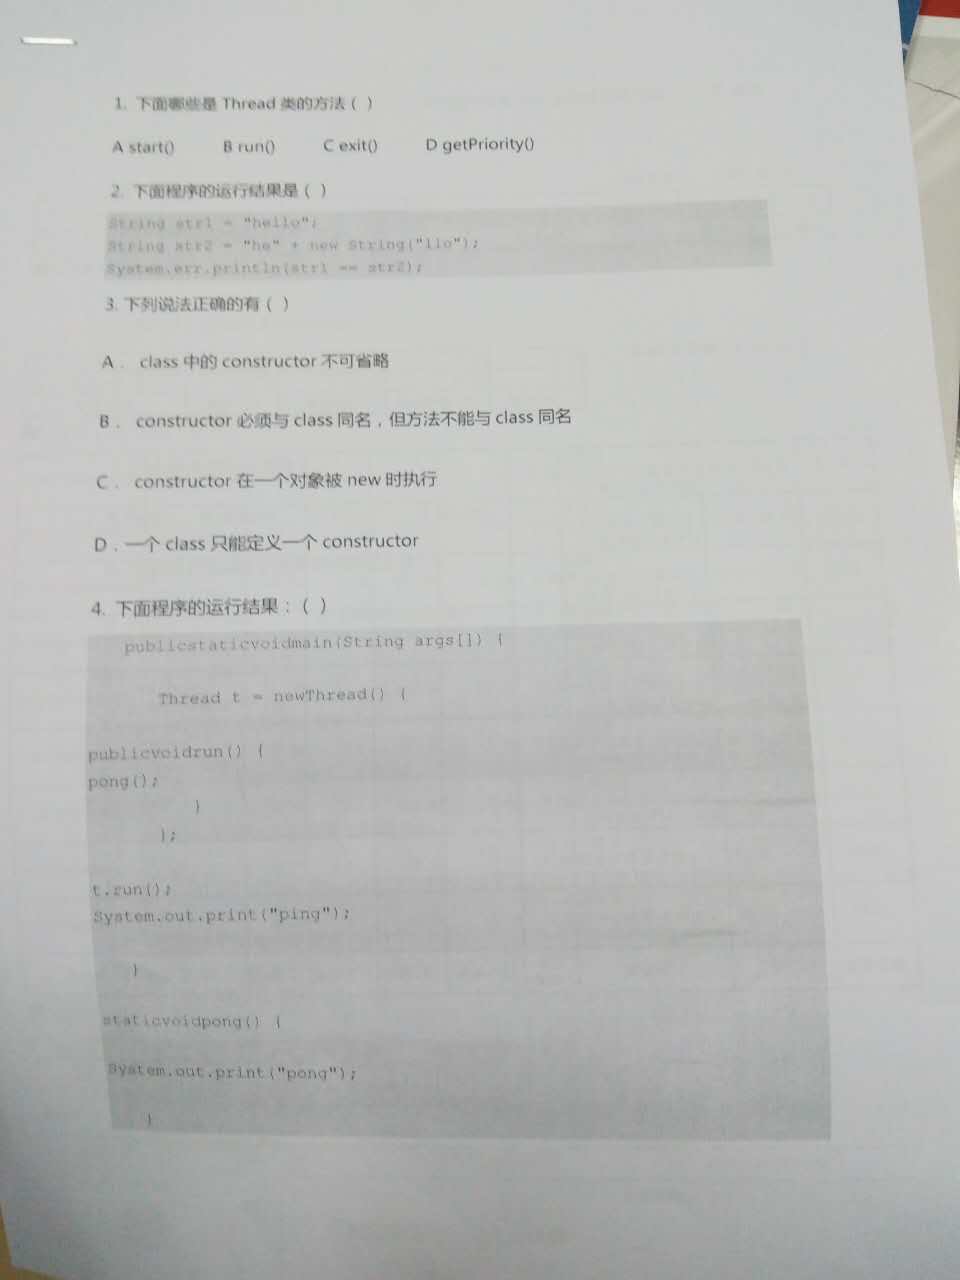 1. 下面哪些是 Thread 类的方法 ( )
A start() B run() C exit() D getPriority()
2. 下面程序的运行结果是 ( )
String str1 = "hello";
String str2 = "he" + new String("llo");
System.err.println(str1 == str2);
3. 下列说法正确的有 ( )
A . class 中的 constructor 不可省略
B . constructor 必须与 class 同名，但方法不能与 class 同名
C . constructor 在一个对象被 new 时执行
D . 一个 class 只能定义一个 constructor
4. 下面程序的运行结果：( )
publicstaticvoidmain(String args[]) {
Thread t = newThread() {
publicvoidrun() {
pong();
}
};
t.run();
System.out.print("ping");
}
staticvoidpong() {
System.out.print("pong");
}